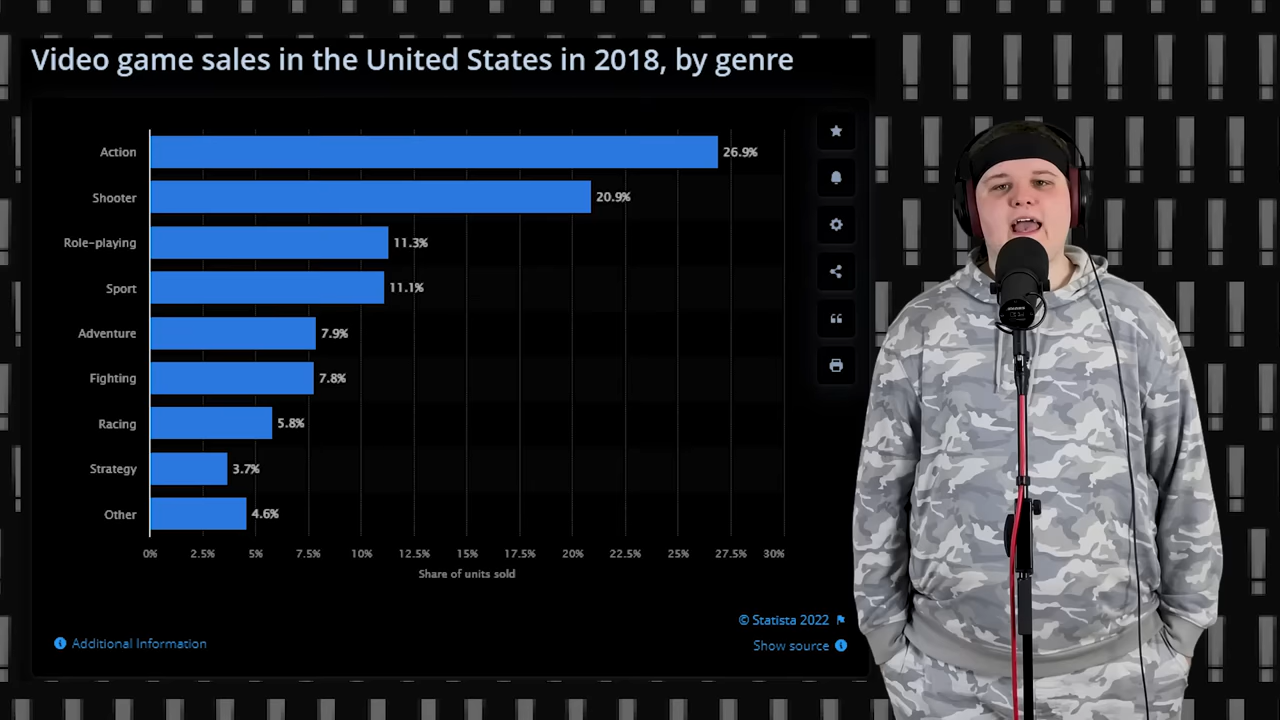 Video game sales in the United States in 2018, by genre
Action 26.9%
Shooter 20.9%
Role-playing 11.3%
Sport 11.1%
Adventure 7.9%
Fighting 7.8%
Racing 5.8%
Strategy 3.7%
Other 4.6%
0% 2.5% 5% 7.5% 10% 12.5% 15% 17.5% 20% 22.5% 25% 27.5% 30%
Share of units sold
© Statista 2022
Additional Information
Show source